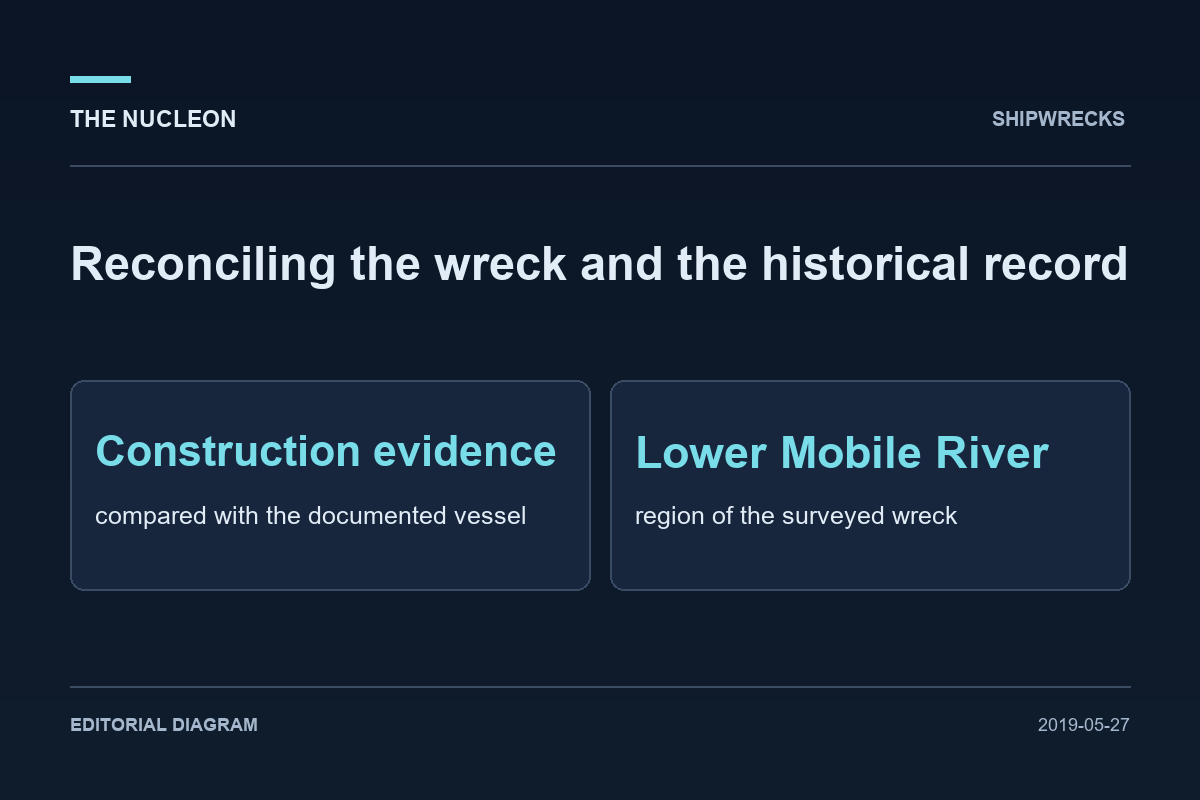 THE NUCLEON
SHIPWRECKS
Reconciling the wreck and the historical record
Construction evidence
compared with the documented vessel
Lower Mobile River
region of the surveyed wreck
EDITORIAL DIAGRAM
2019-05-27